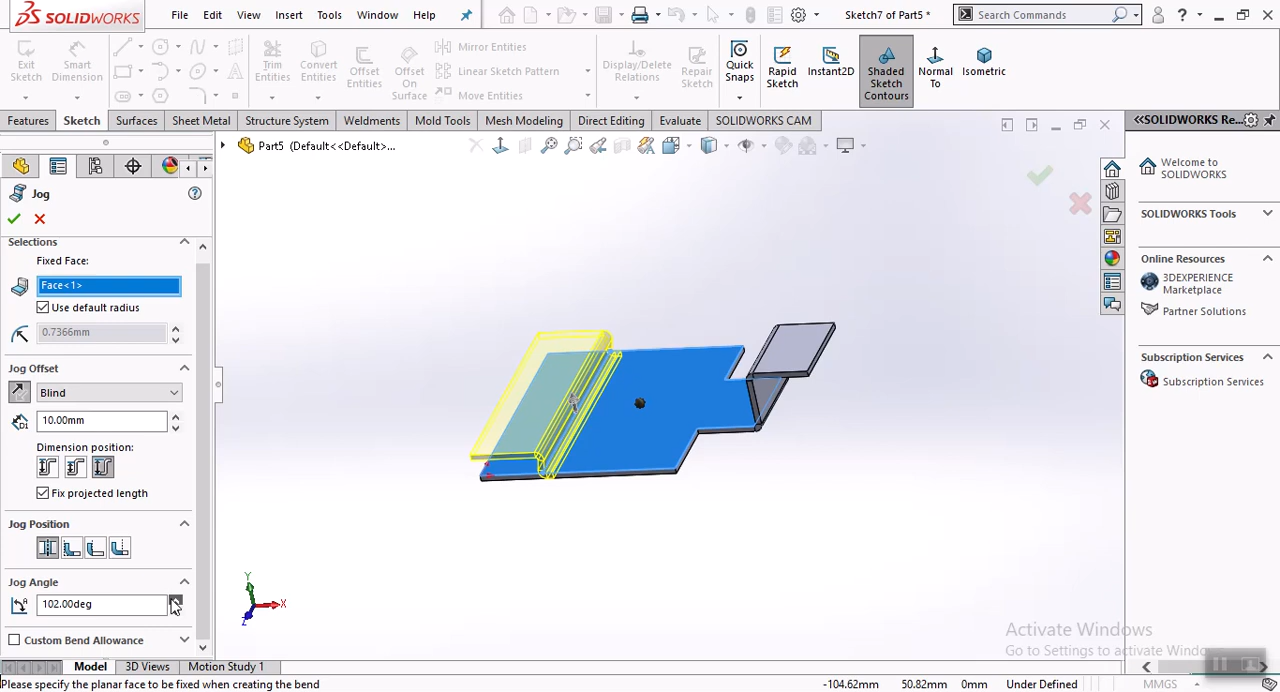 SOLIDWORKS
File
Edit
View
Insert
Tools
Window
Help
Sketch7 of Part5 *
Search Commands
Exit Sketch
Smart Dimension
Trim Entities
Convert Entities
Offset Entities
Offset On Surface
Mirror Entities
Linear Sketch Pattern
Move Entities
Display/Delete Relations
Repair Sketch
Quick Snaps
Rapid Sketch
Instant2D
Shaded Sketch Contours
Normal To
Isometric
Features
Sketch
Surfaces
Sheet Metal
Structure System
Weldments
Mold Tools
Mesh Modeling
Direct Editing
Evaluate
SOLIDWORKS CAM
Part5 (Default<<Default>...
<<SOLIDWORKS Re...
Jog
Selections
Fixed Face:
Face<1>
Use default radius
0.7366mm
Jog Offset
Blind
10.00mm
Dimension position:
Fix projected length
Jog Position
Jog Angle
102.00deg
Custom Bend Allowance
Welcome to
SOLIDWORKS
SOLIDWORKS Tools
Online Resources
3DEXPERIENCE
Marketplace
Partner Solutions
Subscription Services
Subscription Services
Y
X
Z
Activate Windows
Go to Settings to activate Windo
Model
3D Views
Motion Study 1
Please specify the planar face to be fixed when creating the bend
-104.62mm
50.82mm
0mm
Under Defined
MMGS